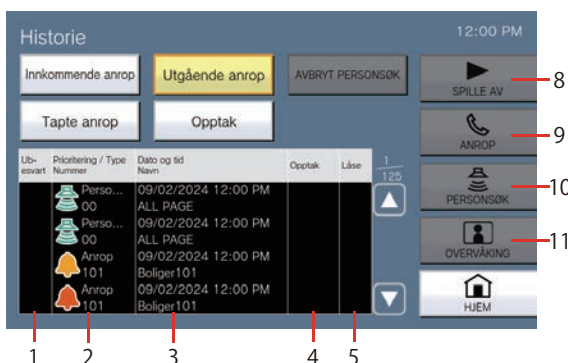 Historie
12:00 PM
Innkommende anrop
Utgående anrop
AVBRYT PERSONSØK
SPILLE AV
8
Tapte anrop
Opptak
ANROP
9
Ub-
esvart
Prioritering / Type
Nummer
Dato og tid
Navn
Opptak
Låse
1
125
Perso...
09/02/2024 12:00 PM
00
ALL PAGE
PERSONSØK
10
Perso...
09/02/2024 12:00 PM
00
ALL PAGE
OVERVÅKING
11
Anrop
09/02/2024 12:00 PM
101
Boliger101
Anrop
09/02/2024 12:00 PM
101
Boliger101
HJEM
1
2
3
4
5